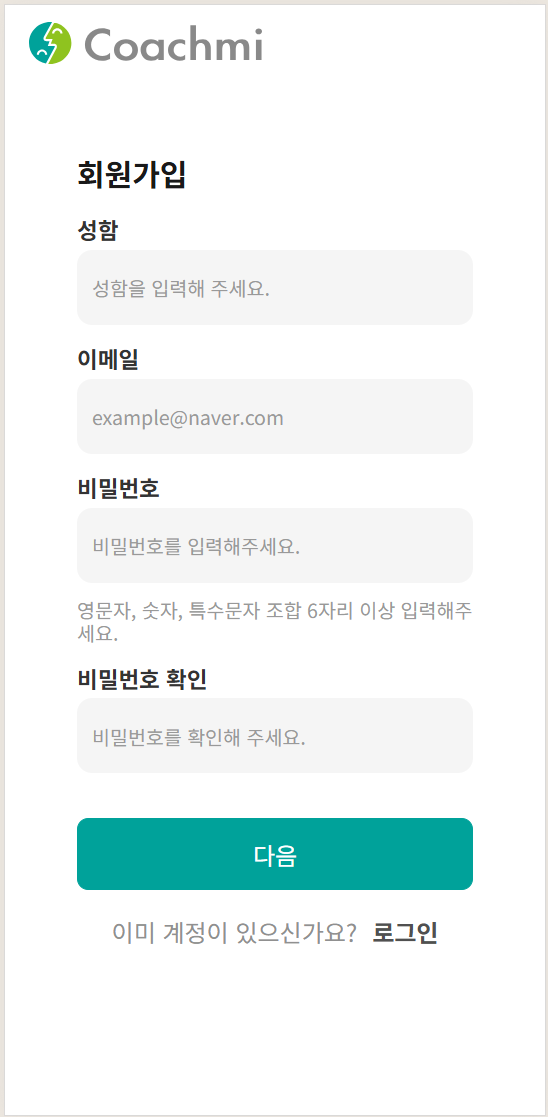 Coachmi
회원가입
성함
성함을 입력해 주세요.
이메일
example@naver.com
비밀번호
비밀번호를 입력해주세요.
영문자, 숫자, 특수문자 조합 6자리 이상 입력해주
세요.
비밀번호 확인
비밀번호를 확인해 주세요.
다음
이미 계정이 있으신가요? 로그인